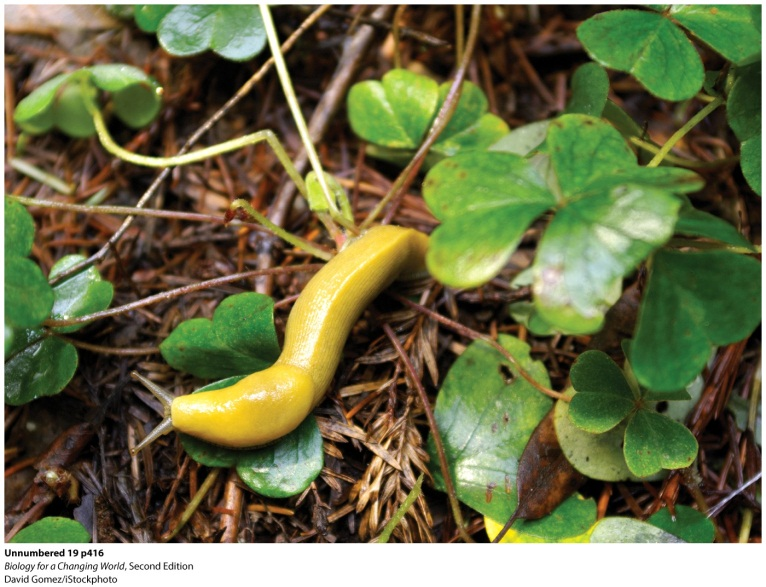 Unnumbered 19 p416
Biology for a Changing World, Second Edition
David Gomez/iStockphoto